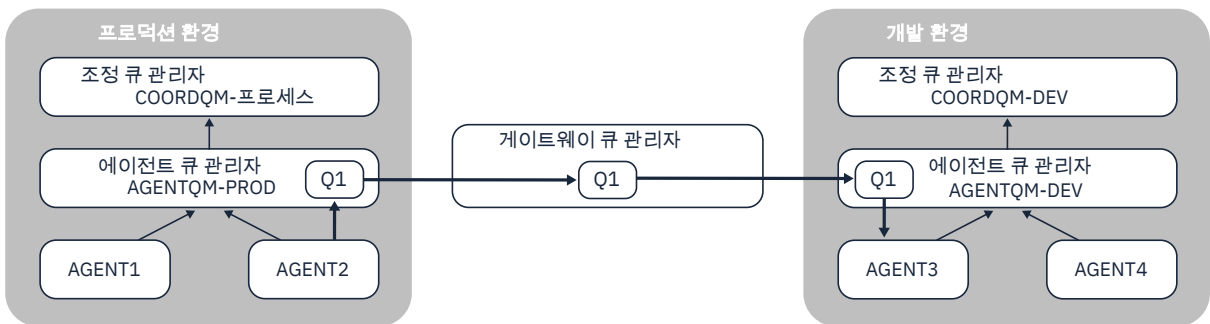 프로덕션 환경
조정 큐 관리자
COORDQM-프로세스
에이전트 큐 관리자
AGENTQM-PROD
Q1
AGENT1
AGENT2
게이트웨이 큐 관리자
Q1
개발 환경
조정 큐 관리자
COORDQM-DEV
Q1
에이전트 큐 관리자
AGENTQM-DEV
AGENT3
AGENT4